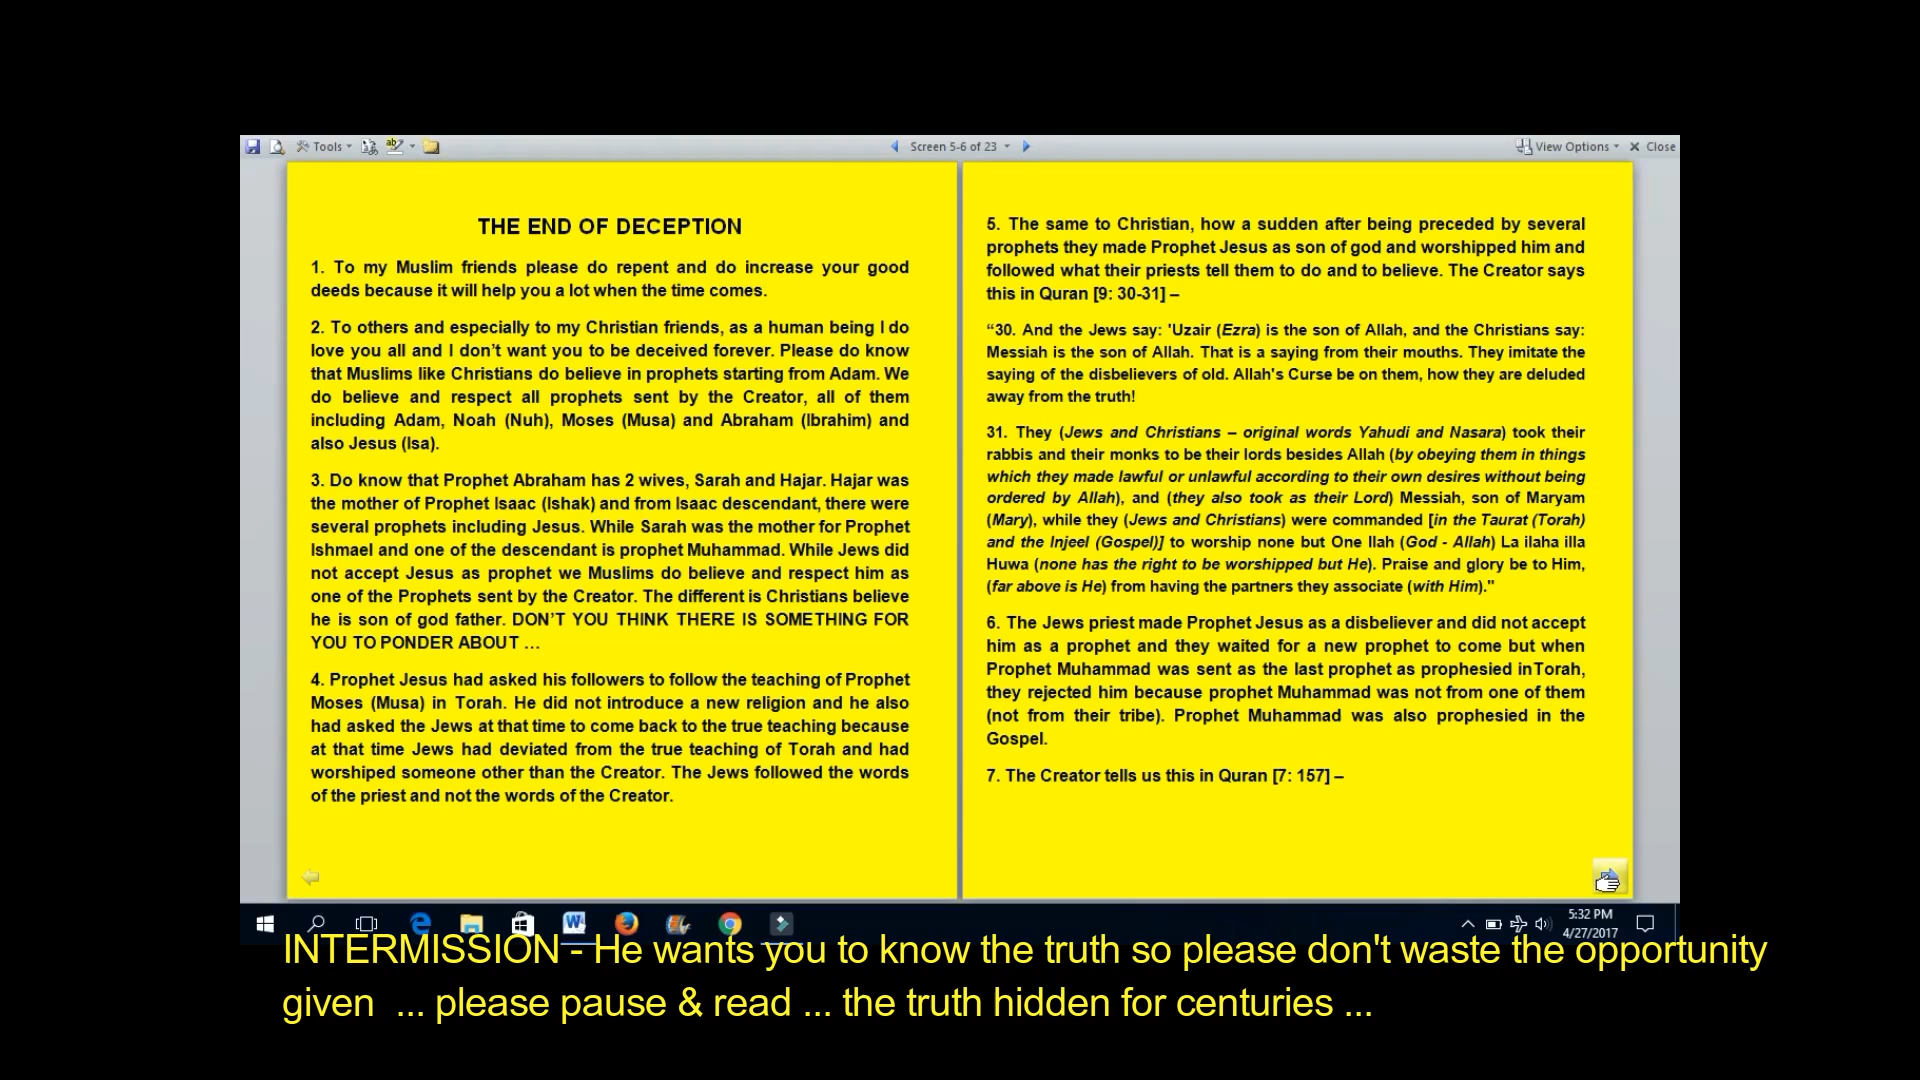 Tools
Screen 5-6 of 23
View Options
Close
THE END OF DECEPTION
1. To my Muslim friends please do repent and do increase your good
deeds because it will help you a lot when the time comes.
2. To others and especially to my Christian friends, as a human being I do
love you all and I don’t want you to be deceived forever. Please do know
that Muslims like Christians do believe in prophets starting from Adam. We
do believe and respect all prophets sent by the Creator, all of them
including Adam, Noah (Nuh), Moses (Musa) and Abraham (Ibrahim) and
also Jesus (Isa).
3. Do know that Prophet Abraham has 2 wives, Sarah and Hajar. Hajar was
the mother of Prophet Isaac (Ishak) and from Isaac descendant, there were
several prophets including Jesus. While Sarah was the mother for Prophet
Ishmael and one of the descendant is prophet Muhammad. While Jews did
not accept Jesus as prophet we Muslims do believe and respect him as
one of the Prophets sent by the Creator. The different is Christians believe
he is son of god father. DON’T YOU THINK THERE IS SOMETHING FOR
YOU TO PONDER ABOUT …
4. Prophet Jesus had asked his followers to follow the teaching of Prophet
Moses (Musa) in Torah. He did not introduce a new religion and he also
had asked the Jews at that time to come back to the true teaching because
at that time Jews had deviated from the true teaching of Torah and had
worshiped someone other than the Creator. The Jews followed the words
of the priest and not the words of the Creator.
5. The same to Christian, how a sudden after being preceded by several
prophets they made Prophet Jesus as son of god and worshipped him and
followed what their priests tell them to do and to believe. The Creator says
this in Quran [9: 30-31] –
“30. And the Jews say: 'Uzair (Ezra) is the son of Allah, and the Christians say:
Messiah is the son of Allah. That is a saying from their mouths. They imitate the
saying of the disbelievers of old. Allah's Curse be on them, how they are deluded
away from the truth!
31. They (Jews and Christians – original words Yahudi and Nasara) took their
rabbis and their monks to be their lords besides Allah (by obeying them in things
which they made lawful or unlawful according to their own desires without being
ordered by Allah), and (they also took as their Lord) Messiah, son of Maryam
(Mary), while they (Jews and Christians) were commanded [in the Taurat (Torah)
and the Injeel (Gospel)] to worship none but One Ilah (God - Allah) La ilaha illa
Huwa (none has the right to be worshipped but He). Praise and glory be to Him,
(far above is He) from having the partners they associate (with Him)."
6. The Jews priest made Prophet Jesus as a disbeliever and did not accept
him as a prophet and they waited for a new prophet to come but when
Prophet Muhammad was sent as the last prophet as prophesied in Torah,
they rejected him because prophet Muhammad was not from one of them
(not from their tribe). Prophet Muhammad was also prophesied in the
Gospel.
7. The Creator tells us this in Quran [7: 157] –
5:32 PM
4/27/2017
INTERMISSION - He wants you to know the truth so please don't waste the opportunity
given ... please pause & read ... the truth hidden for centuries ...